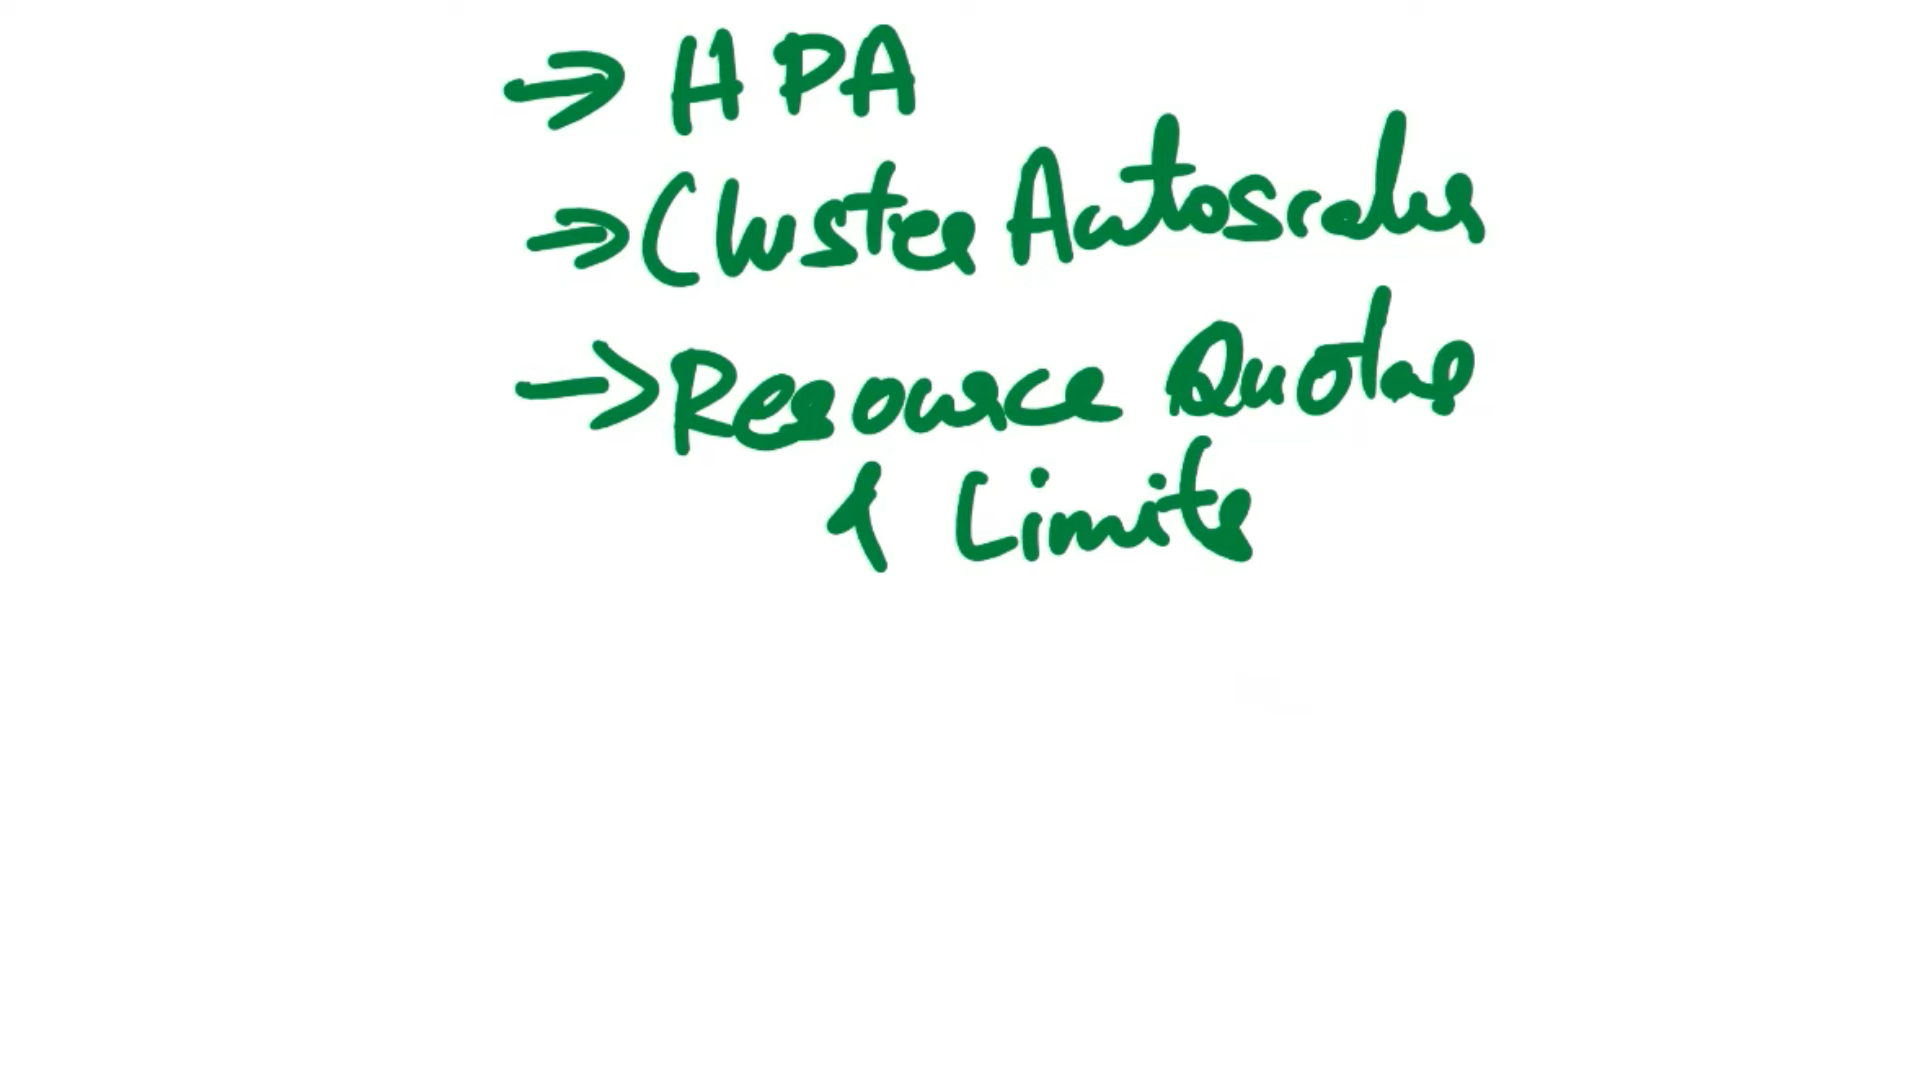 → HPA
→ Cluster Autoscaler
→ Resource Quotas
& Limits